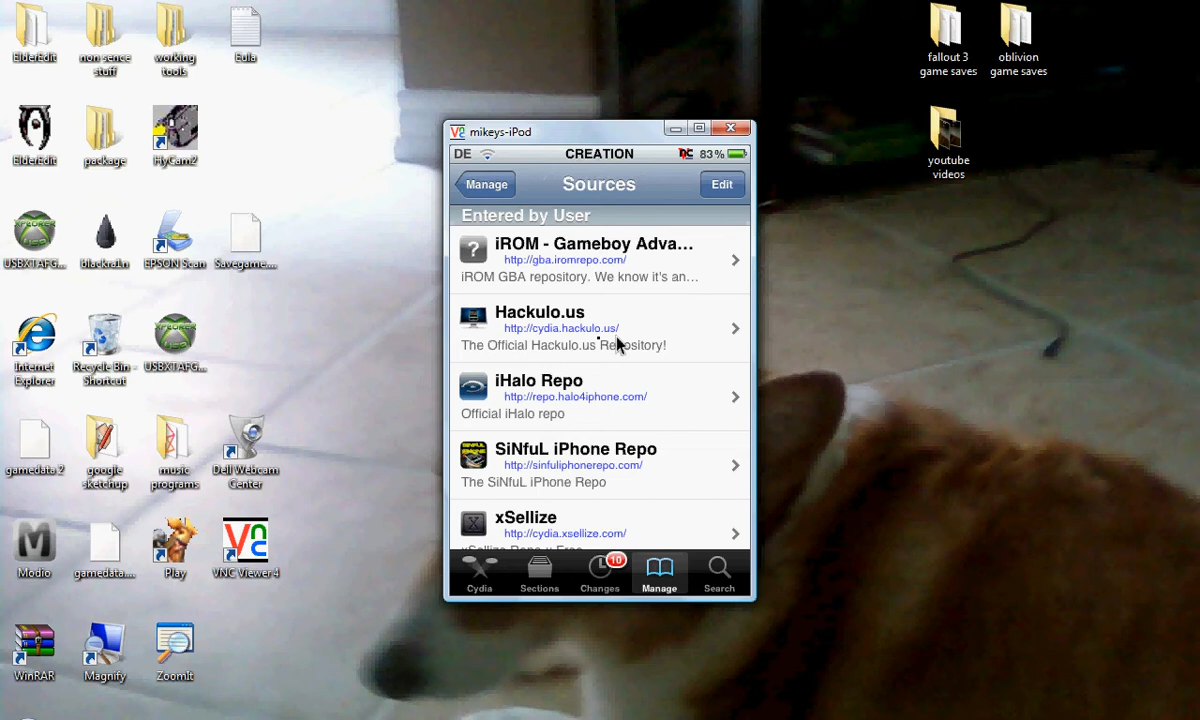 ElderEdit
non sence stuff
working tools
Eula
ElderEdit
package
HyCam2
USBXTAFG...
blackra1n
EPSON Scan
Savegame....
Internet Explorer
Recycle Bin - Shortcut
USBXTAFG...
gamedata 2
google sketchup
music programs
Dell Webcam Center
Modio
gamedata....
Play
VNC Viewer 4
WinRAR
Magnify
ZoomIt
fallout 3 game saves
oblivion game saves
youtube videos
mikeys-iPod
DE
CREATION
83%
Manage
Sources
Edit
Entered by User
iROM - Gameboy Adva...
http://gba.iromrepo.com/
iROM GBA repository. We know it's an...
Hackulo.us
http://cydia.hackulo.us/
The Official Hackulo.us Repository!
iHalo Repo
http://repo.halo4iphone.com/
Official iHalo repo
SiNfuL iPhone Repo
http://sinfuliphonerepo.com/
The SiNfuL iPhone Repo
xSellize
http://cydia.xsellize.com/
Cydia
Sections
10
Changes
Manage
Search